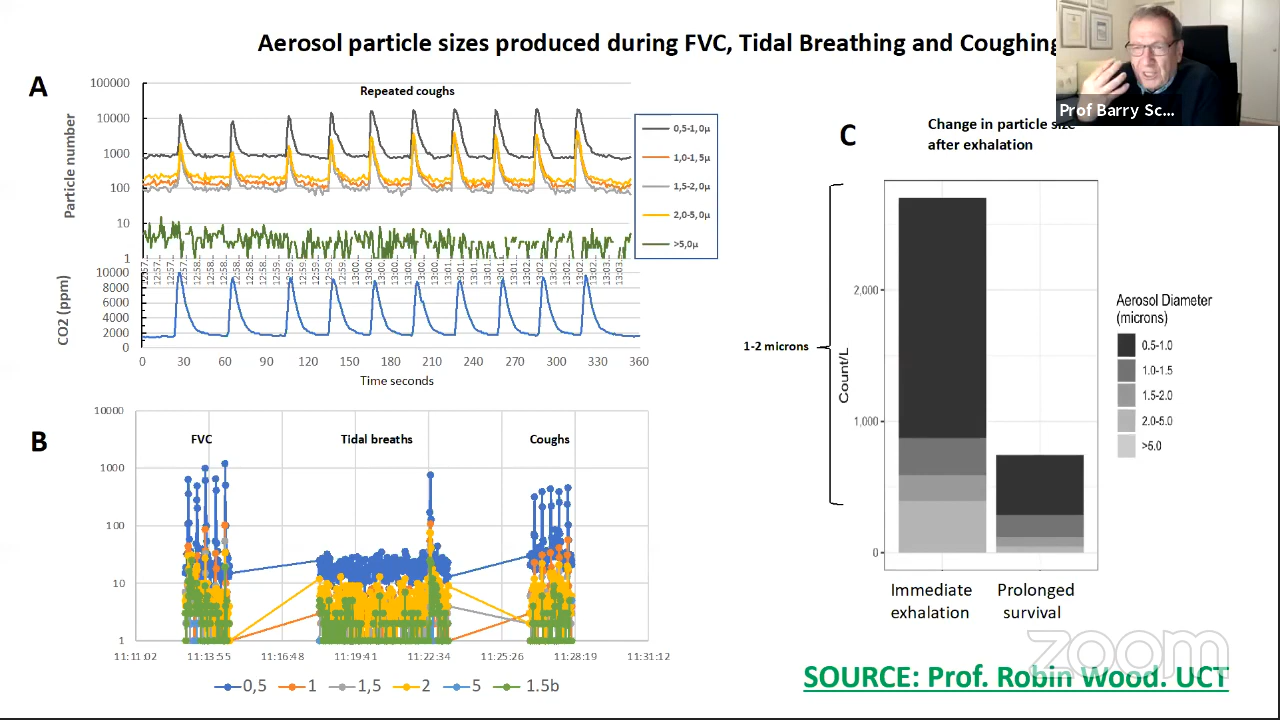 Aerosol particle sizes produced during FVC, Tidal Breathing and Coughing
Prof Barry Sc...
A
Repeated coughs
Particle number
100000
10000
1000
100
10
1
0,5-1,0µ
1,0-1,5µ
1,5-2,0µ
2,0-5,0µ
>5,0µ
CO2 (ppm)
10000
8000
6000
4000
2000
0
0 30 60 90 120 150 180 210 240 270 300 330 360
Time seconds
B
FVC Tidal breaths Coughs
10000
1000
100
10
1
11:11:02 11:13:55 11:16:48 11:19:41 11:22:34 11:25:26 11:28:19 11:31:12
0,5 1 1,5 2 5 1.5b
C
Change in particle size
after exhalation
1-2 microns
Count/L
2,000
1,000
0
Immediate
exhalation
Prolonged
survival
Aerosol Diameter
(microns)
0.5-1.0
1.0-1.5
1.5-2.0
2.0-5.0
>5.0
zoom
SOURCE: Prof. Robin Wood. UCT